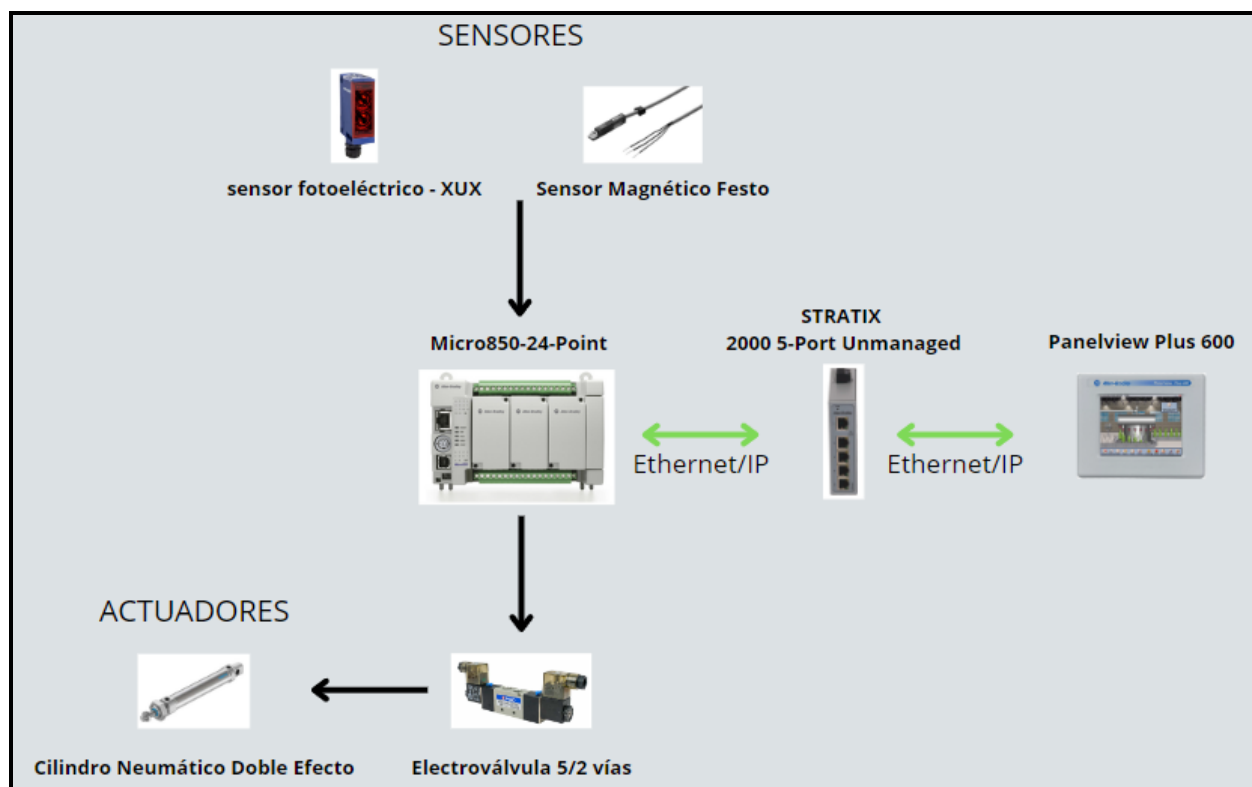 SENSORES
sensor fotoeléctrico - XUX
Sensor Magnético Festo
Micro850-24-Point
STRATIX
2000 5-Port Unmanaged
Panelview Plus 600
Ethernet/IP
Ethernet/IP
ACTUADORES
Cilindro Neumático Doble Efecto
Electroválvula 5/2 vías